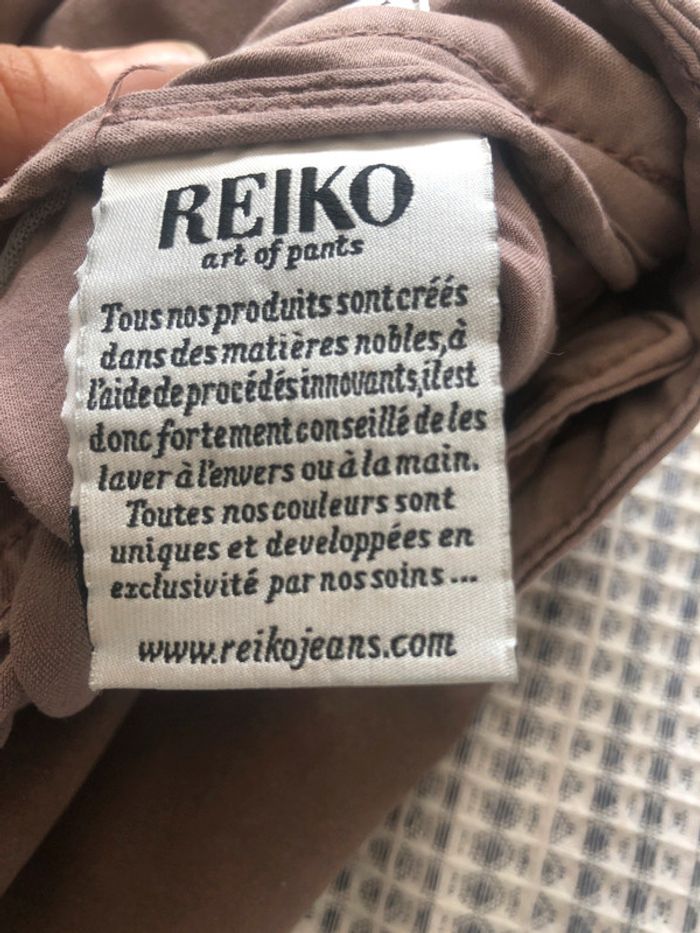 REIKO
art of pants
Tous nos produits sont créés
dans des matières nobles, à
l'aide de procédés innovants, il est
donc fortement conseillé de les
laver à l'envers ou à la main.
Toutes nos couleurs sont
uniques et developpées en
exclusivité par nos soins ...
www.reikojeans.com